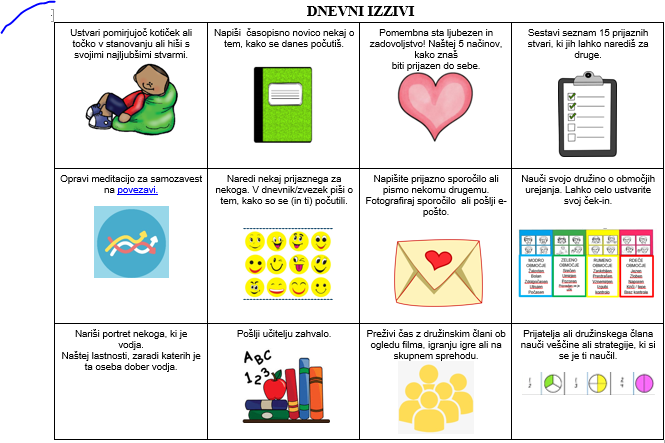 DNEVNI IZZIVI
Ustvari pomirjujoč kotiček ali
točko v stanovanju ali hiši s
svojimi najljubšimi stvarmi.
Napiši časopisno novico nekaj o
tem, kako se danes počutiš.
Pomembna sta ljubezen in
zadovoljstvo! Naštej 5 načinov,
kako znaš
biti prijazen do sebe.
Sestavi seznam 15 prijaznih
stvari, ki jih lahko narediš za
druge.
Opravi meditacijo za samozavest
na povezavi.
Naredi nekaj prijaznega za
nekoga. V dnevnik/zvezek piši o
tem, kako so se (in ti) počutili.
Napišite prijazno sporočilo ali
pismo nekomu drugemu.
Fotografiraj sporočilo ali pošlji e-
pošto.
Nauči svojo družino o območjih
urejanja. Lahko celo ustvarite
svoj ček-in.
MODRO
OBMOČJE
ZELENO
OBMOČJE
RUMENO
OBMOČJE
RDEČE
OBMOČJE
Nariši portret nekoga, ki je
vodja.
Naštej lastnosti, zaradi katerih je
ta oseba dober vodja.
Pošlji učitelju zahvalo.
ABC
123
Preživi čas z družinskim člani ob
ogledu filma, igranju igre ali na
skupnem sprehodu.
Prijatelja ali družinskega člana
nauči veščine ali strategije, ki si
se je ti naučil.